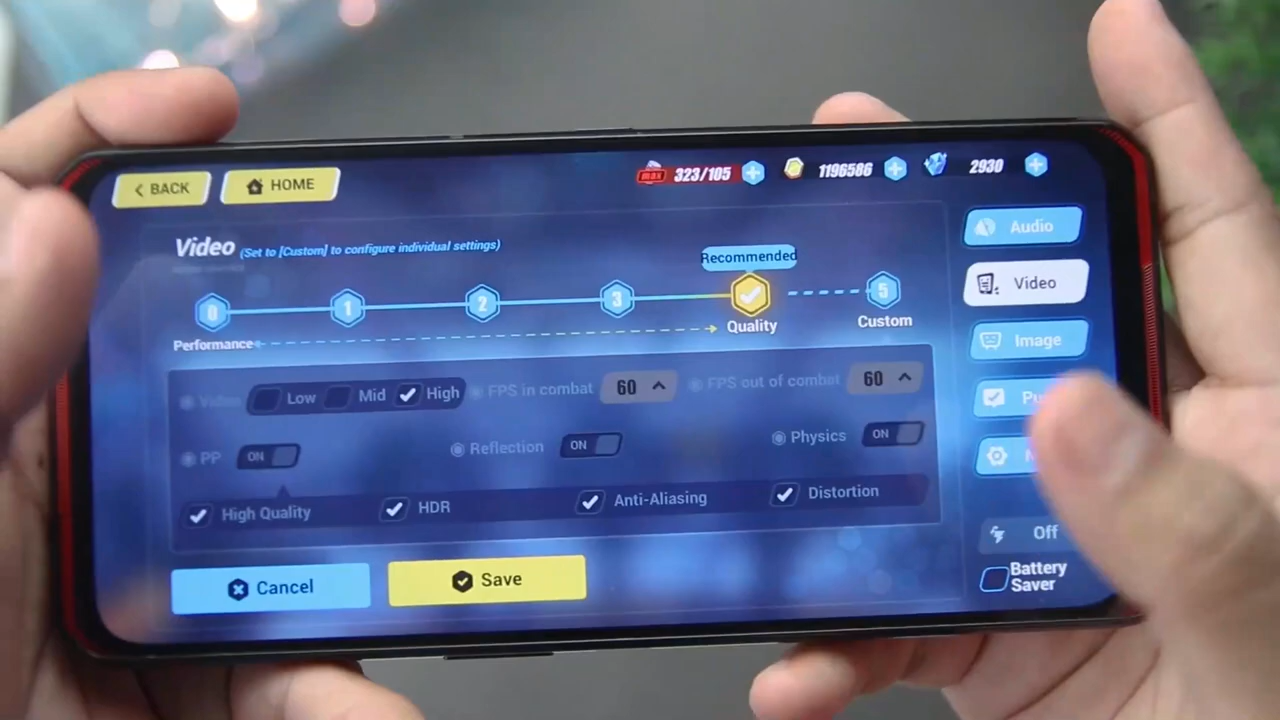 BACK
HOME
max 323/105
1196586
2930
Video (Set to [Custom] to configure individual settings)
Recommended
0
1
2
3
5
Performance
Quality
Custom
Video Low Mid High
FPS in combat 60
FPS out of combat 60
PP ON
Reflection ON
Physics ON
High Quality
HDR
Anti-Aliasing
Distortion
Cancel
Save
Audio
Video
Image
Off
Battery
Saver